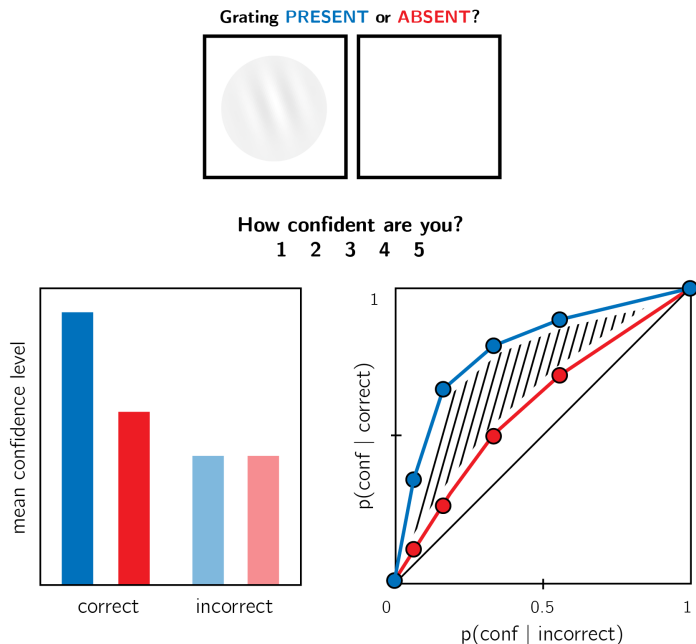 Grating PRESENT or ABSENT?
How confident are you?
1 2 3 4 5
mean confidence level
correct incorrect
p(conf | correct)
1
0 0.5 1
p(conf | incorrect)